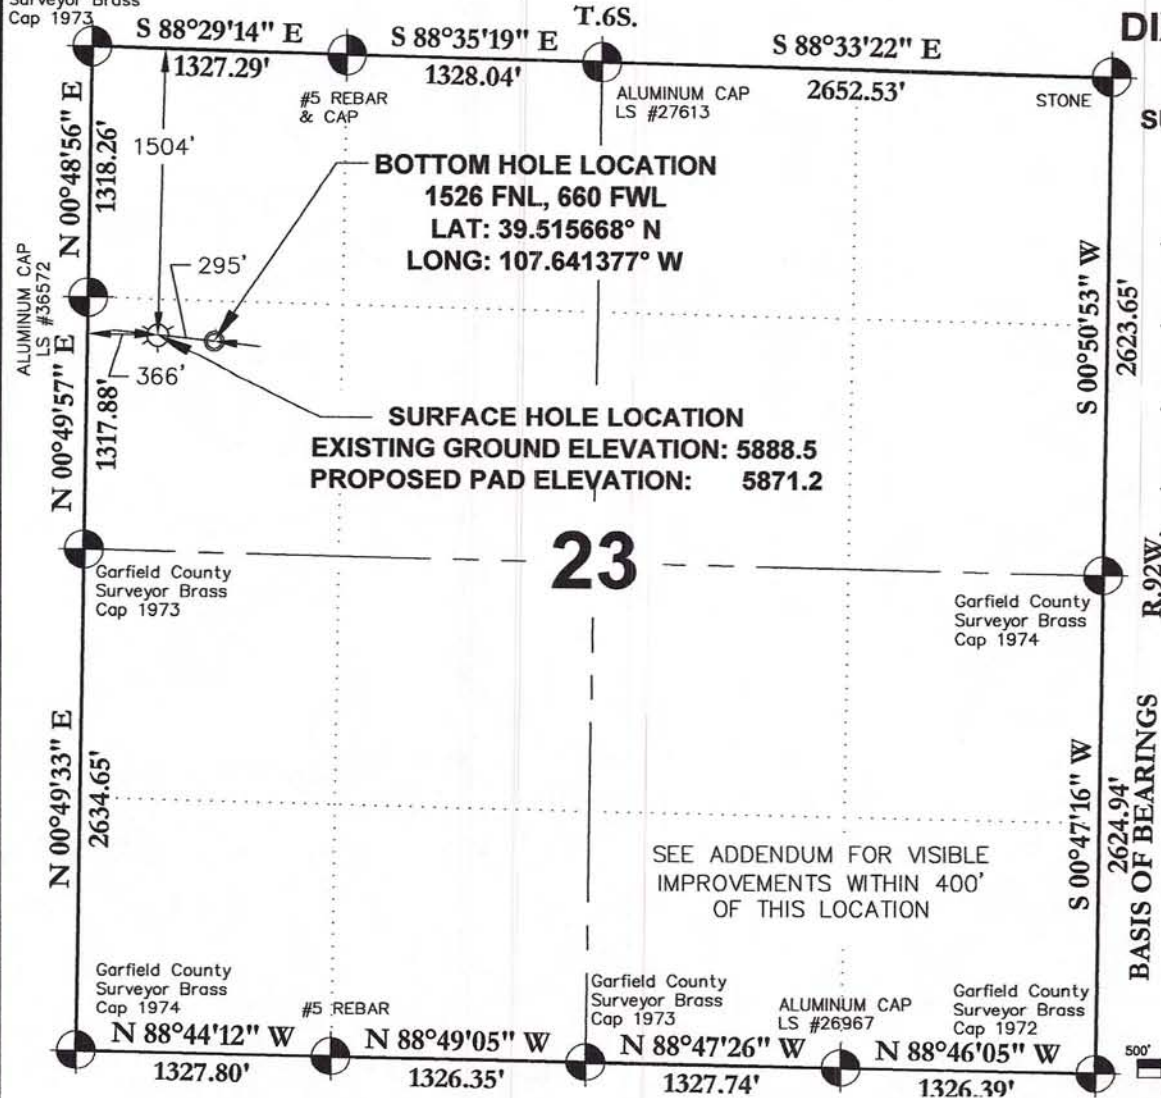 Surveyor Brass
Cap 1973
T.6S.
S 88°29'14" E
1327.29'
S 88°35'19" E
1328.04'
S 88°33'22" E
2652.53'
#5 REBAR
& CAP
ALUMINUM CAP
LS #27613
STONE
N 00°48'56" E
1318.26'
1504'
BOTTOM HOLE LOCATION
1526 FNL, 660 FWL
LAT: 39.515668° N
LONG: 107.641377° W
295'
ALUMINUM CAP
LS #36572
366'
N 00°49'57" E
1317.88'
SURFACE HOLE LOCATION
EXISTING GROUND ELEVATION: 5888.5
PROPOSED PAD ELEVATION: 5871.2
S 00°50'53" W
2623.65'
23
Garfield County
Surveyor Brass
Cap 1973
Garfield County
Surveyor Brass
Cap 1974
R.92W.
N 00°49'33" E
2634.65'
S 00°47'16" W
2624.94'
BASIS OF BEARINGS
SEE ADDENDUM FOR VISIBLE
IMPROVEMENTS WITHIN 400'
OF THIS LOCATION
Garfield County
Surveyor Brass
Cap 1974
#5 REBAR
Garfield County
Surveyor Brass
Cap 1973
ALUMINUM CAP
LS #26967
Garfield County
Surveyor Brass
Cap 1972
N 88°44'12" W
1327.80'
N 88°49'05" W
1326.35'
N 88°47'26" W
1327.74'
N 88°46'05" W
1326.39'
500'